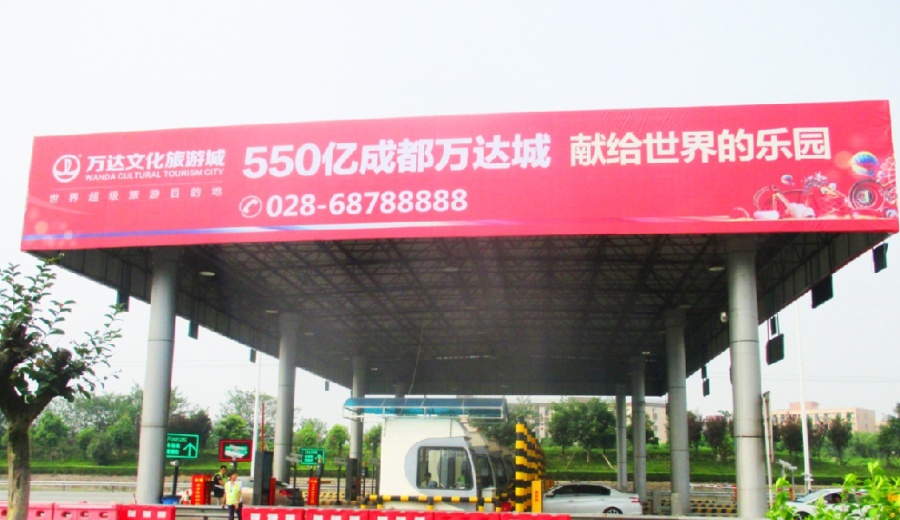 万达文化旅游城
WANDA CULTURAL TOURISM CITY
世界超级旅游目的地
550亿成都万达城 献给世界的乐园
028-68788888